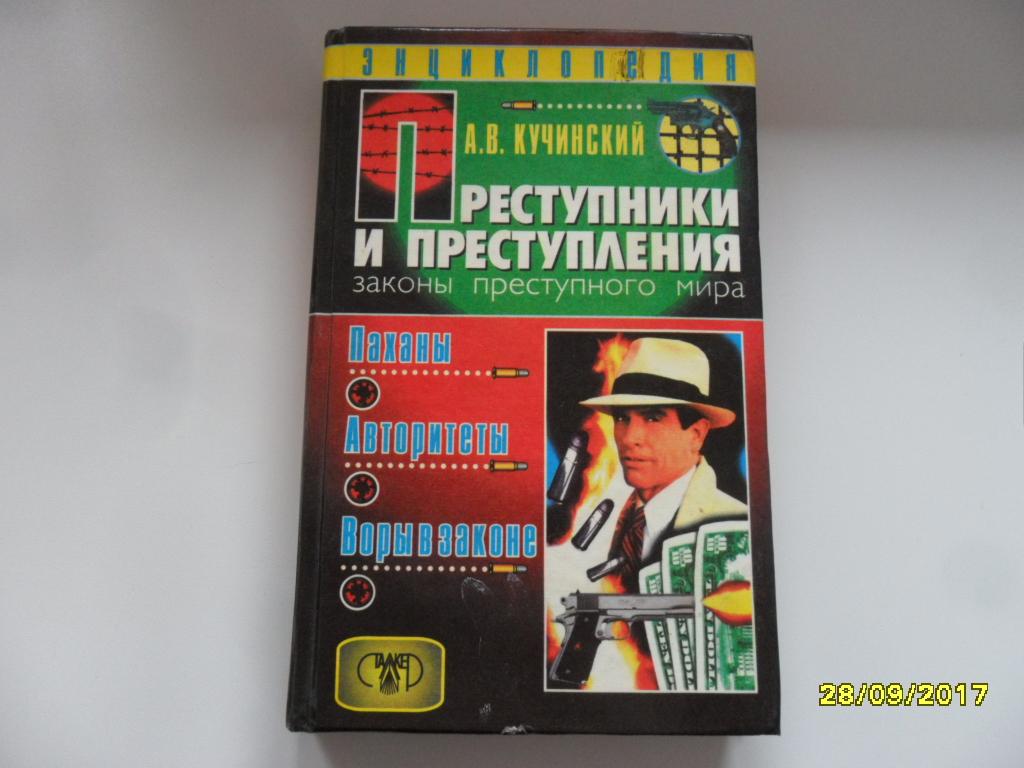 ЭНЦИКЛОПЕДИЯ
А.В. КУЧИНСКИЙ
ПРЕСТУПНИКИ
И ПРЕСТУПЛЕНИЯ
законы преступного мира
Паханы
Авторитеты
Воры в законе
СТАЛКЕР
28/09/2017